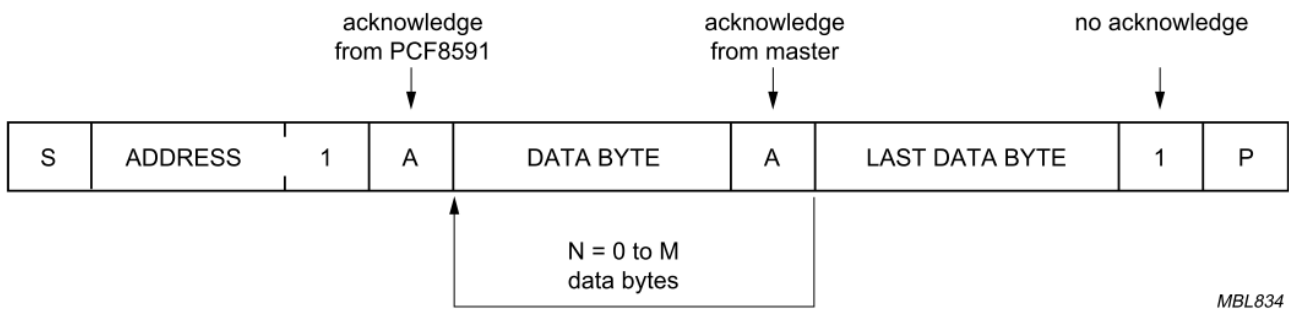 acknowledge
from PCF8591
acknowledge
from master
no acknowledge
S ADDRESS 1 A DATA BYTE A LAST DATA BYTE 1 P
N = 0 to M
data bytes
MBL834